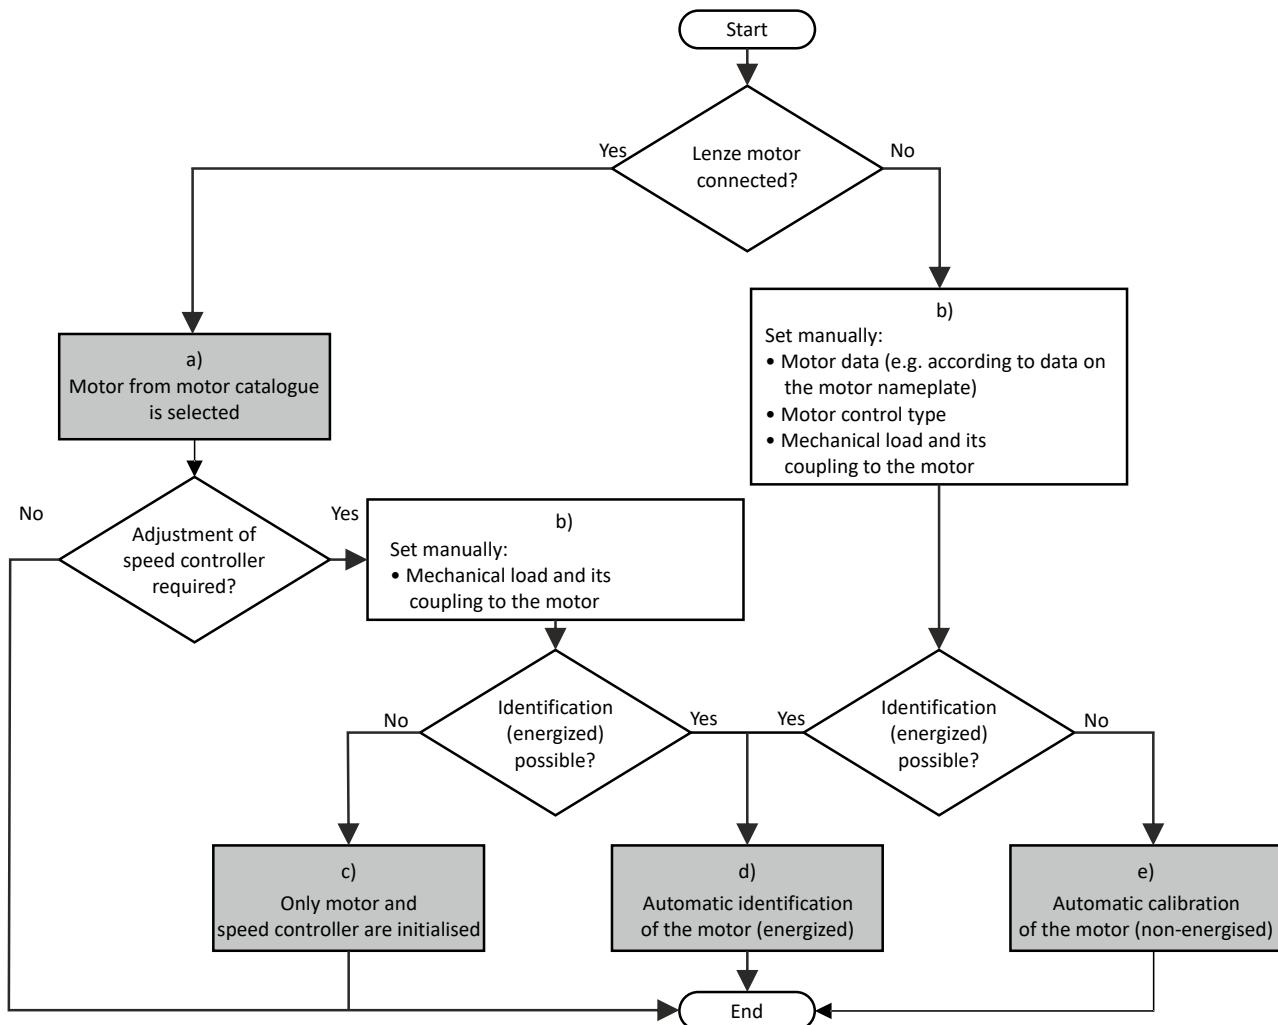 Start
Yes
No
Lenze motor
connected?
b)
Set manually:
• Motor data (e.g. according to data on
the motor nameplate)
• Motor control type
• Mechanical load and its
coupling to the motor
a)
Motor from motor catalogue
is selected
No
Yes
Adjustment of
speed controller
required?
b)
Set manually:
• Mechanical load and its
coupling to the motor
No
Identification
(energized)
possible?
Yes
Yes
Identification
(energized)
possible?
No
c)
Only motor and
speed controller are initialised
d)
Automatic identification
of the motor (energized)
e)
Automatic calibration
of the motor (non-energised)
End